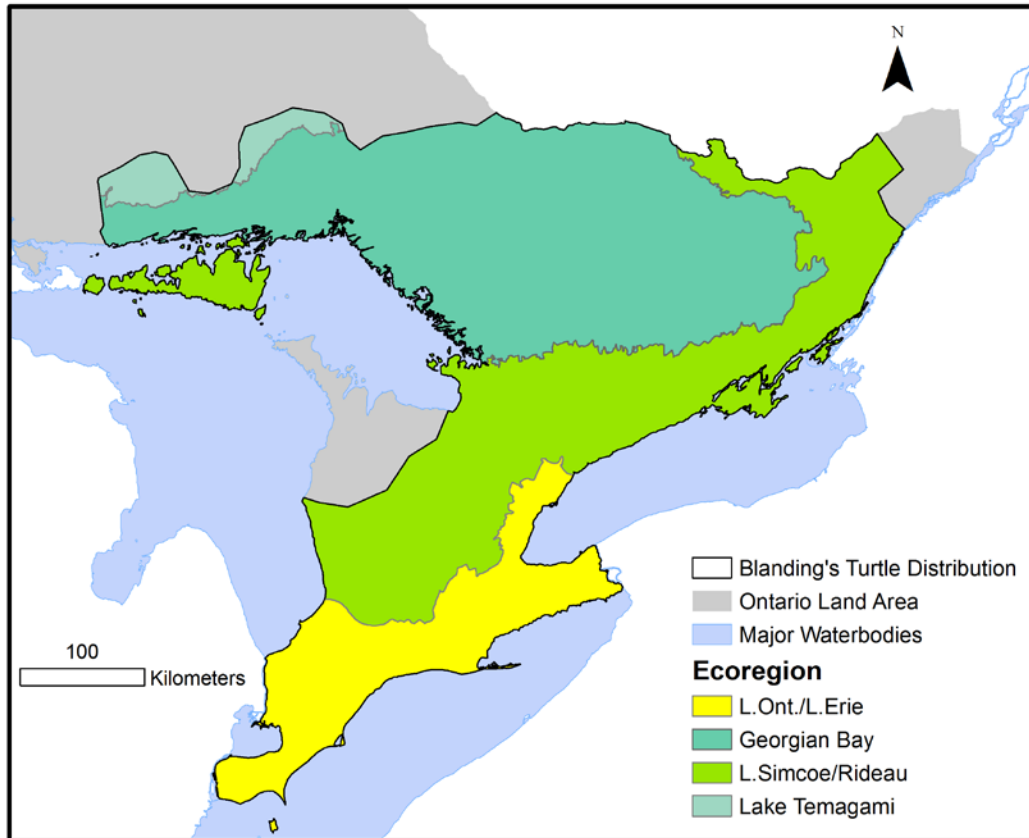 N
Blanding's Turtle Distribution
Ontario Land Area
Major Waterbodies
Ecoregion
L.Ont./L.Erie
Georgian Bay
L.Simcoe/Rideau
Lake Temagami
100
Kilometers